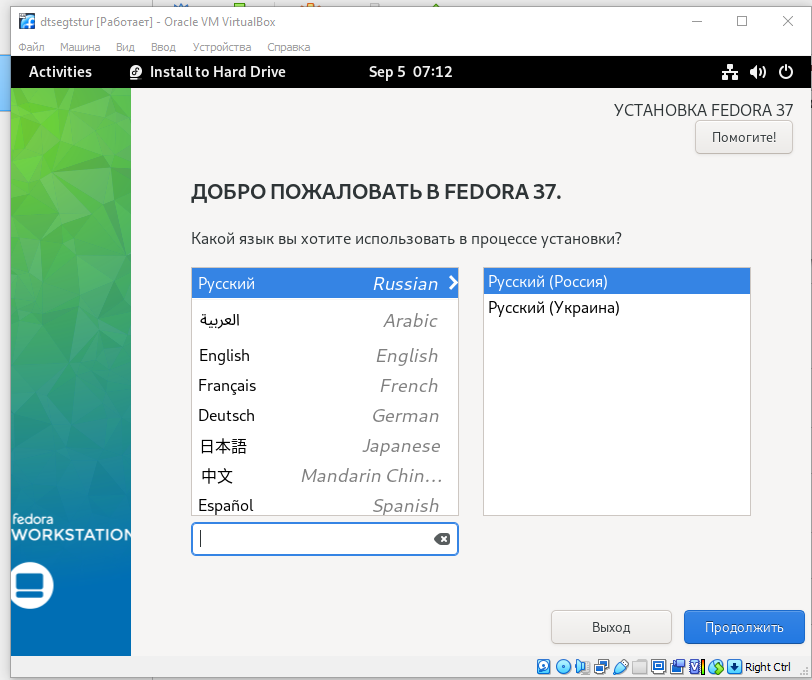 dtsegtstur [Работает] - Oracle VM VirtualBox
Файл Машина Вид Ввод Устройства Справка
Activities Install to Hard Drive Sep 5 07:12
УСТАНОВКА FEDORA 37
Помогите!
ДОБРО ПОЖАЛОВАТЬ В FEDORA 37.
Какой язык вы хотите использовать в процессе установки?
Русский Russian Русский (Россия)
العربية Arabic Русский (Украина)
English English
Français French
Deutsch German
日本語 Japanese
中文 Mandarin Chin...
Español Spanish
fedora
WORKSTATION
Выход Продолжить
Right Ctrl